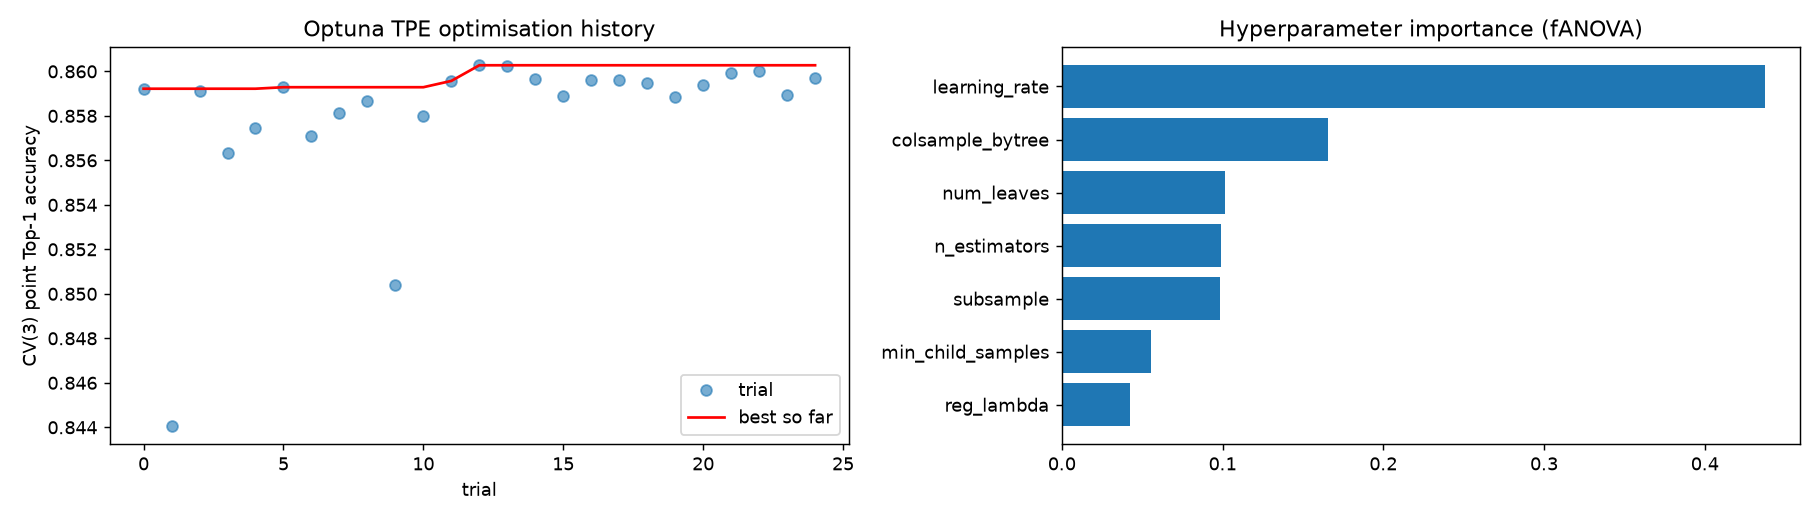 Optuna TPE optimisation history
CV(3) point Top-1 accuracy
0.860
0.858
0.856
0.854
0.852
0.850
0.848
0.846
0.844
trial
best so far
0
5
10
15
20
25
trial
Hyperparameter importance (fANOVA)
learning_rate
colsample_bytree
num_leaves
n_estimators
subsample
min_child_samples
reg_lambda
0.0
0.1
0.2
0.3
0.4